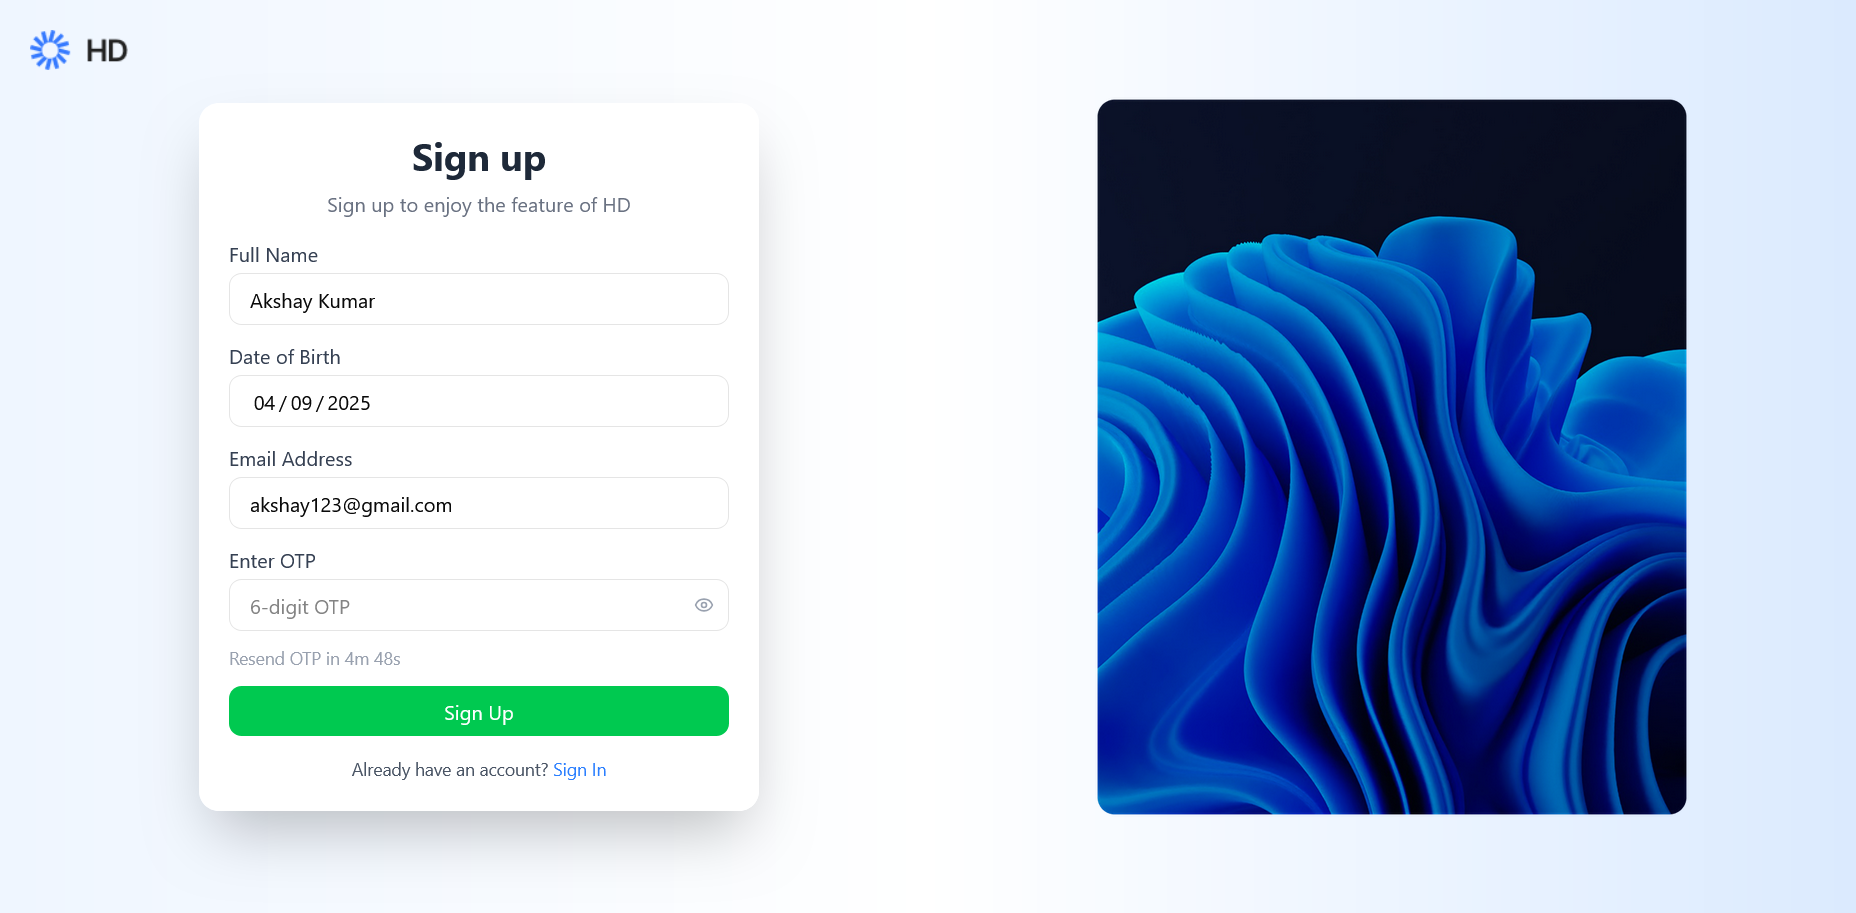 HD
Sign up
Sign up to enjoy the feature of HD
Full Name
Akshay Kumar
Date of Birth
04 / 09 / 2025
Email Address
akshay123@gmail.com
Enter OTP
6-digit OTP
Resend OTP in 4m 48s
Sign Up
Already have an account? Sign In